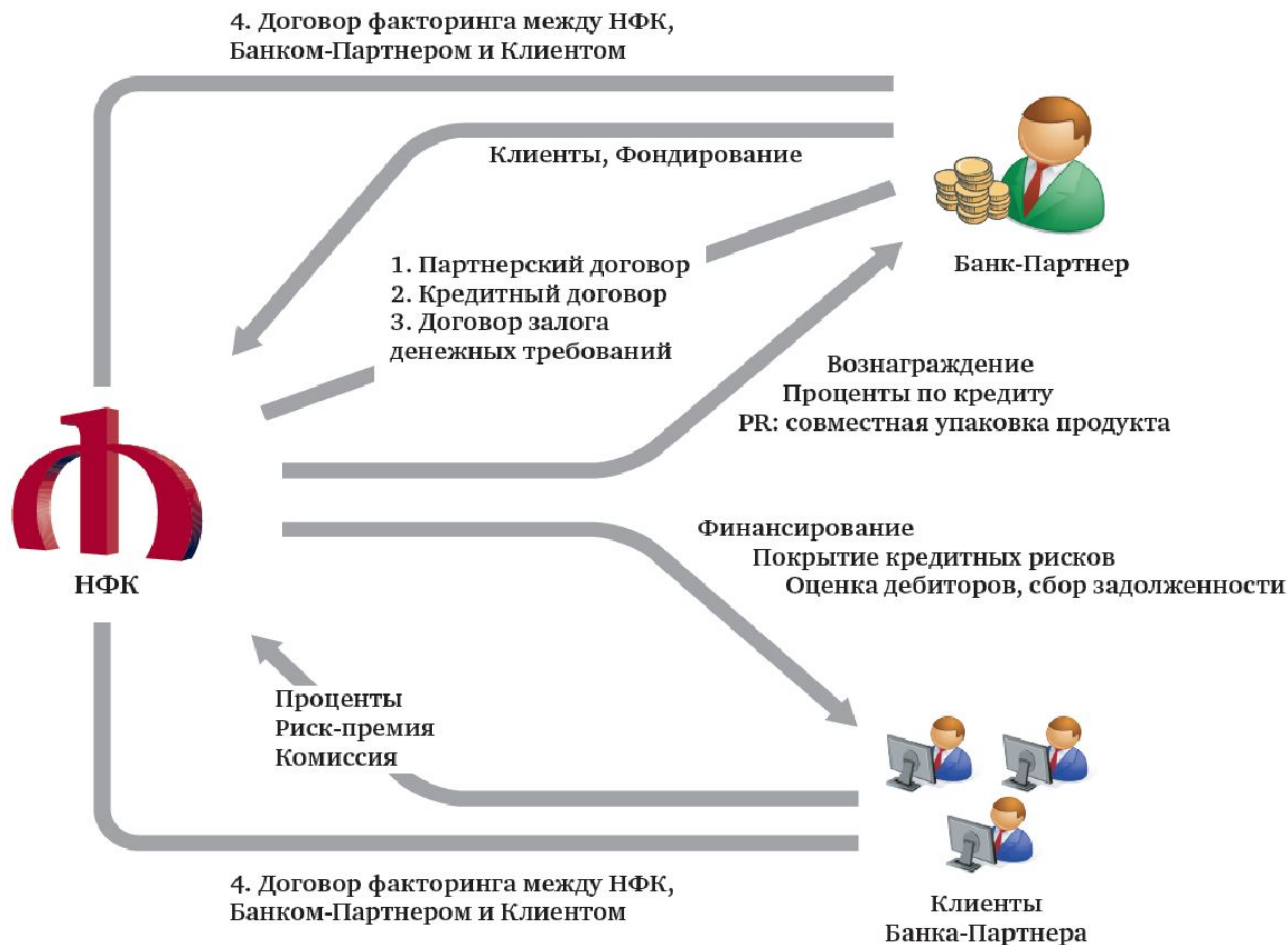 4. Договор факторинга между НФК,
Банком-Партнером и Клиентом
Клиенты, Фондирование
Банк-Партнер
1. Партнерский договор
2. Кредитный договор
3. Договор залога
денежных требований
Вознаграждение
Проценты по кредиту
PR: совместная упаковка продукта
НФК
Финансирование
Покрытие кредитных рисков
Оценка дебиторов, сбор задолженности
Проценты
Риск-премия
Комиссия
4. Договор факторинга между НФК,
Банком-Партнером и Клиентом
Клиенты
Банка-Партнера